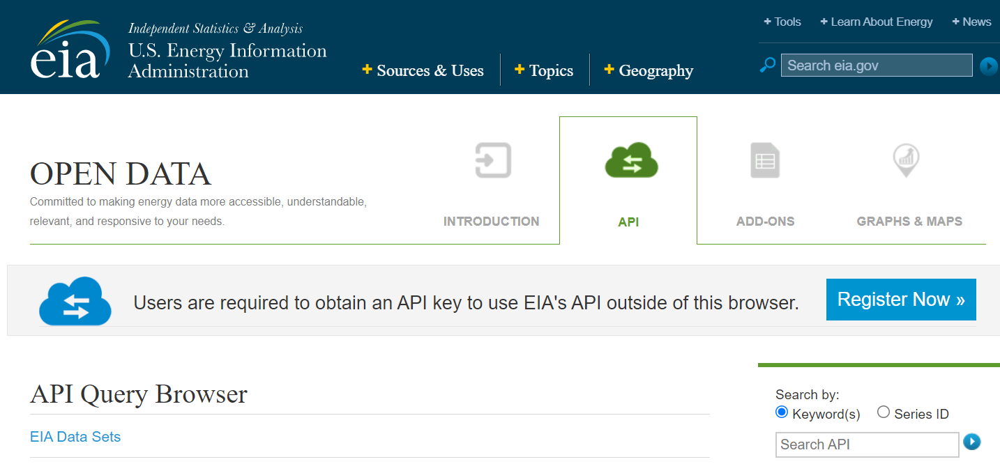 eia
Independent Statistics & Analysis
U.S. Energy Information
Administration
+ Sources & Uses
+ Topics
+ Geography
+ Tools
+ Learn About Energy
+ News
Search eia.gov
OPEN DATA
Committed to making energy data more accessible, understandable,
relevant, and responsive to your needs.
INTRODUCTION
API
ADD-ONS
GRAPHS & MAPS
Users are required to obtain an API key to use EIA's API outside of this browser.
Register Now »
API Query Browser
EIA Data Sets
Search by:
Keyword(s)
Series ID
Search API